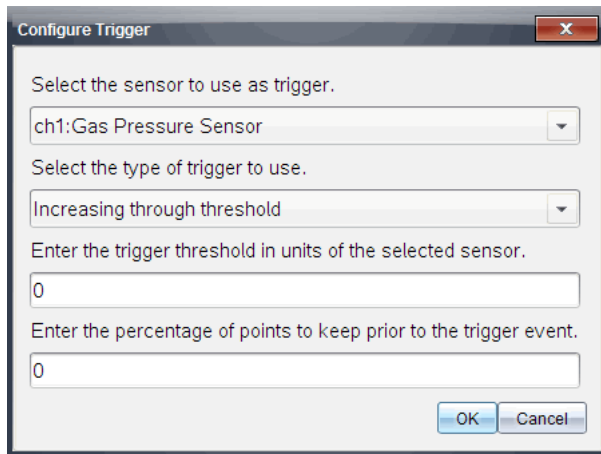 Configure Trigger
x
Select the sensor to use as trigger.
ch1:Gas Pressure Sensor
Select the type of trigger to use.
Increasing through threshold
Enter the trigger threshold in units of the selected sensor.
0
Enter the percentage of points to keep prior to the trigger event.
0
OK Cancel